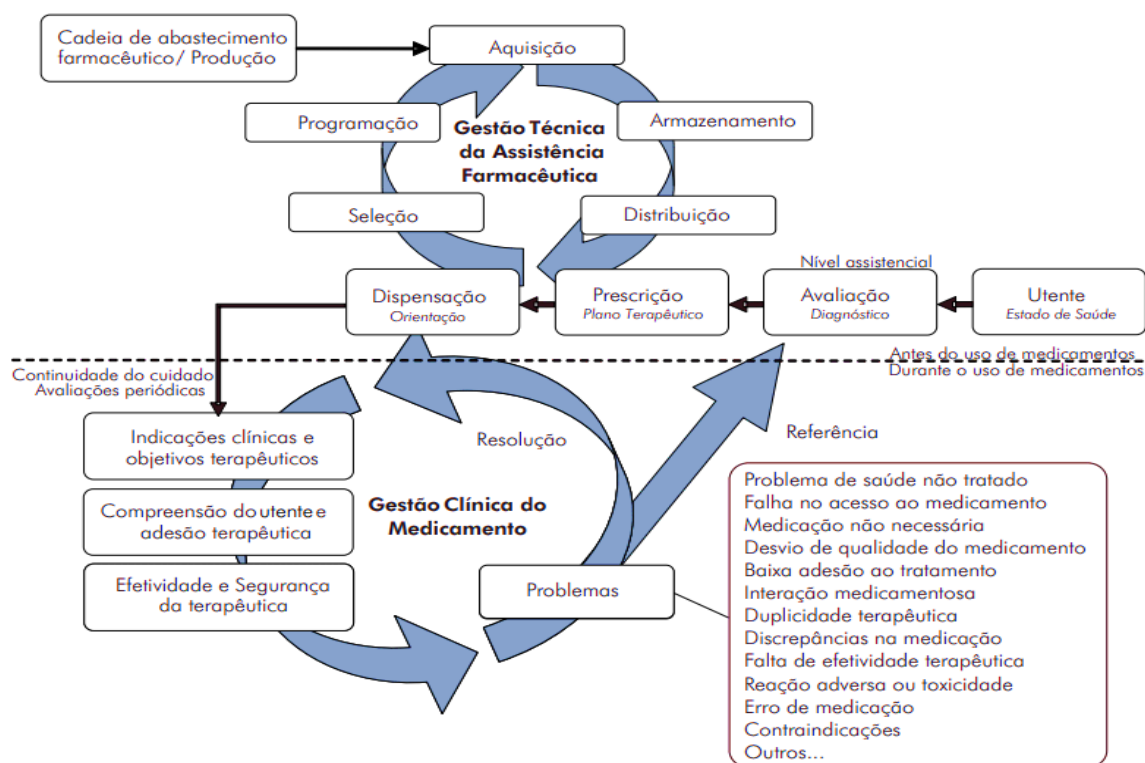 Cadeia de abastecimento
farmacêutico/ Produção
Aquisição
Programação
Armazenamento
Gestão Técnica
da Assistência
Farmacêutica
Seleção
Distribuição
Nível assistencial
Dispensação
Orientação
Prescrição
Plano Terapêutico
Avaliação
Diagnóstico
Utente
Estado de Saúde
Antes do uso de medicamentos
Durante o uso de medicamentos
Continuidade do cuidado
Avaliações periódicas
Indicações clínicas e
objetivos terapêuticos
Compreensão do utente e
adesão terapêutica
Efetividade e Segurança
da terapêutica
Resolução
Referência
Gestão Clínica do
Medicamento
Problemas
Problema de saúde não tratado
Falha no acesso ao medicamento
Medicação não necessária
Desvio de qualidade do medicamento
Baixa adesão ao tratamento
Interação medicamentosa
Duplicidade terapêutica
Discrepâncias na medicação
Falta de efetividade terapêutica
Reação adversa ou toxicidade
Erro de medicação
Contraindicações
Outros...